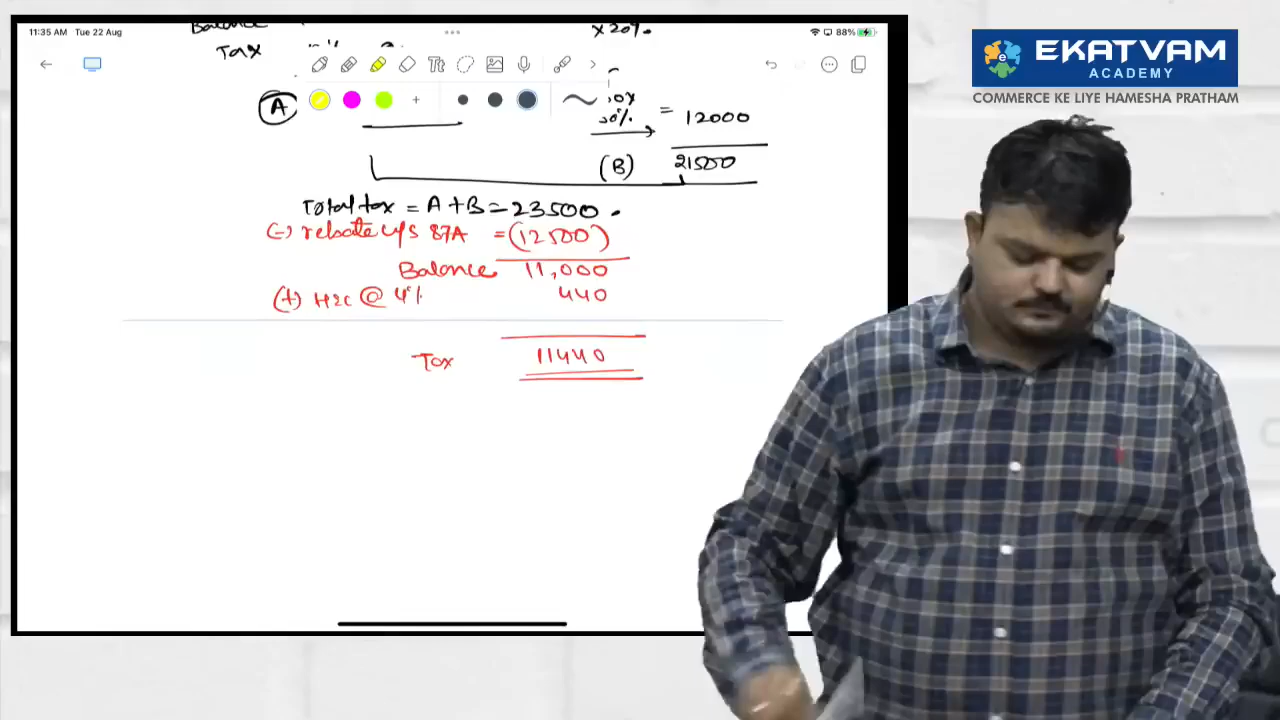 Balance
x 20%.
11:35 AM Tue 22 Aug
88%
Tax
EKATVAM
ACADEMY
COMMERCE KE LIYE HAMESHA PRATHAM
A
= 12000
(B) 21500
Total tax = A + B = 23500.
(-) rebate u/s 87A = (12500)
Balance 11,000
(+) H&C @ 4% 440
Tax 11440